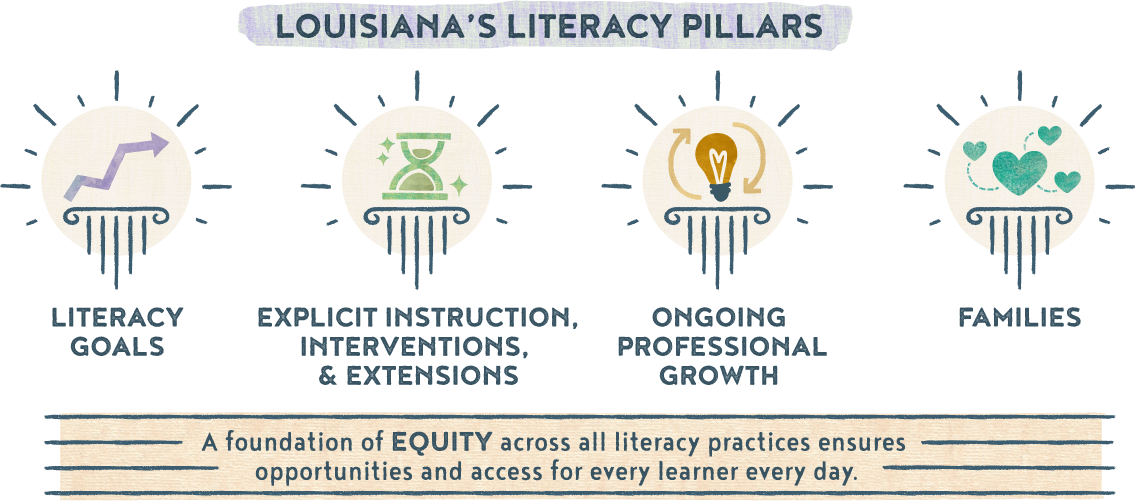 LOUISIANA'S LITERACY PILLARS
LITERACY
GOALS
EXPLICIT INSTRUCTION,
INTERVENTIONS,
& EXTENSIONS
ONGOING
PROFESSIONAL
GROWTH
FAMILIES
A foundation of EQUITY across all literacy practices ensures
opportunities and access for every learner every day.